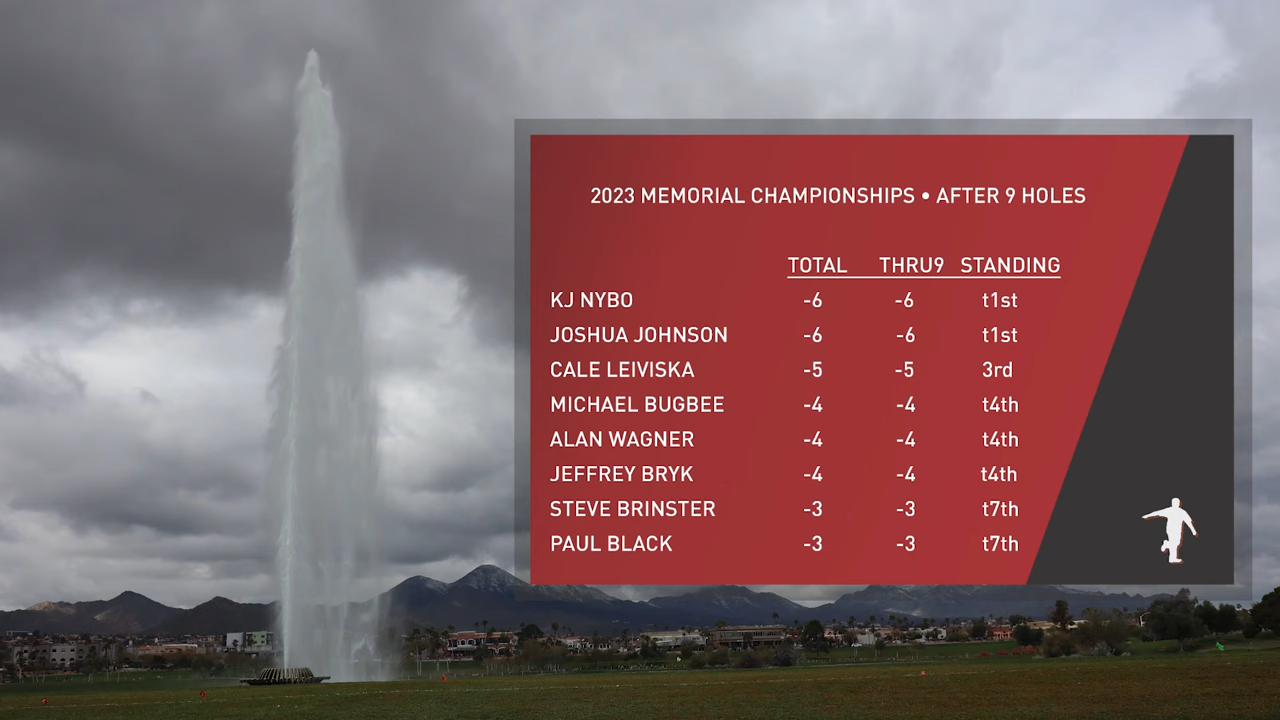 2023 MEMORIAL CHAMPIONSHIPS • AFTER 9 HOLES
TOTAL THRU9 STANDING
KJ NYBO -6 -6 t1st
JOSHUA JOHNSON -6 -6 t1st
CALE LEIVISKA -5 -5 3rd
MICHAEL BUGBEE -4 -4 t4th
ALAN WAGNER -4 -4 t4th
JEFFREY BRYK -4 -4 t4th
STEVE BRINSTER -3 -3 t7th
PAUL BLACK -3 -3 t7th